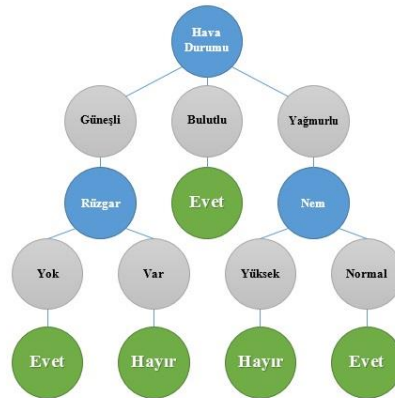 Hava
Durumu
Güneşli
Bulutlu
Yağmurlu
Rüzgar
Evet
Nem
Yok
Var
Yüksek
Normal
Evet
Hayır
Hayır
Evet